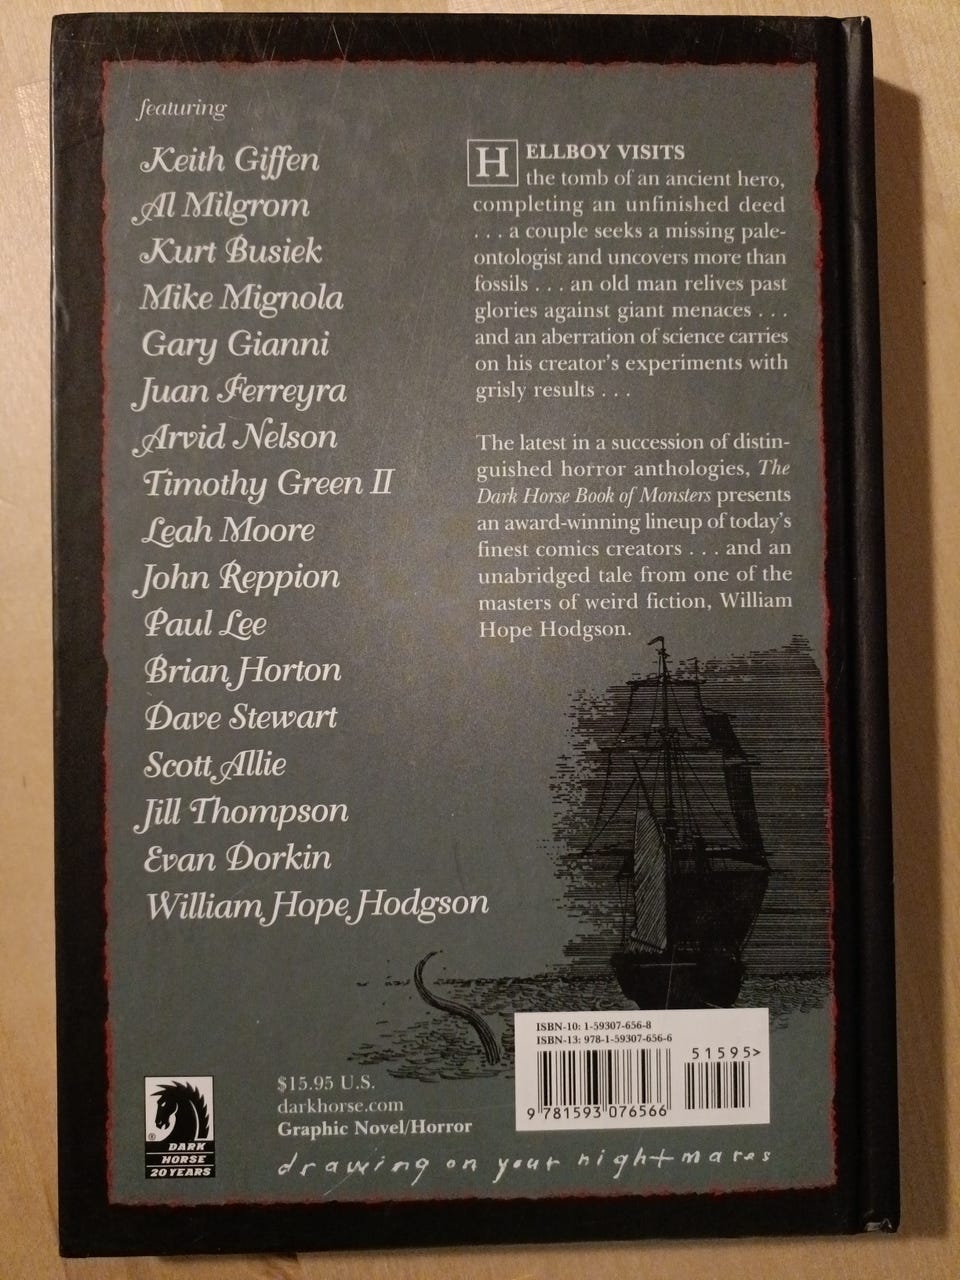 featuring
Keith Giffen
Al Milgrom
Kurt Busiek
Mike Mignola
Gary Gianni
Juan Ferreyra
Arvid Nelson
Timothy Green II
Leah Moore
John Reppion
Paul Lee
Brian Horton
Dave Stewart
Scott Allie
Jill Thompson
Evan Dorkin
William Hope Hodgson
HELLBOY VISITS
the tomb of an ancient hero,
completing an unfinished deed
. . . a couple seeks a missing pale-
ontologist and uncovers more than
fossils . . . an old man relives past
glories against giant menaces . . .
and an aberration of science carries
on his creator's experiments with
grisly results . . .
The latest in a succession of distin-
guished horror anthologies, The
Dark Horse Book of Monsters presents
an award-winning lineup of today's
finest comics creators . . . and an
unabridged tale from one of the
masters of weird fiction, William
Hope Hodgson.
ISBN-10: 1-59307-656-8
ISBN-13: 978-1-59307-656-6
51595>
9 781593 076566
®
DARK
HORSE
20 YEARS
$15.95 U.S.
darkhorse.com
Graphic Novel/Horror
drawing on your nightmares